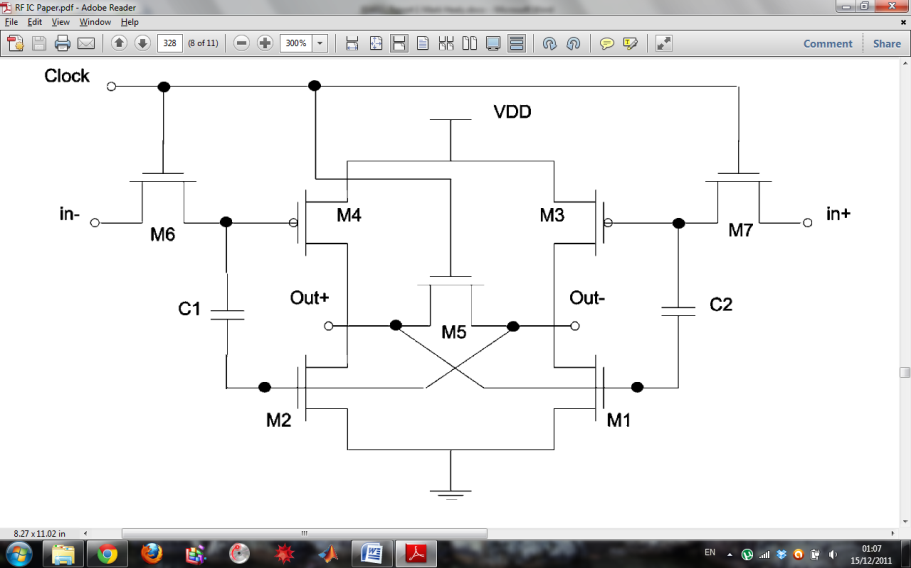 RF IC Paper.pdf - Adobe Reader
File Edit View Window Help
328 (8 of 11) 300% Comment Share
Clock
VDD
in- M6 M4 M3 M7 in+
C1 Out+ M5 Out- C2
M2 M1
8.27 x 11.02 in
EN 01:07
15/12/2011